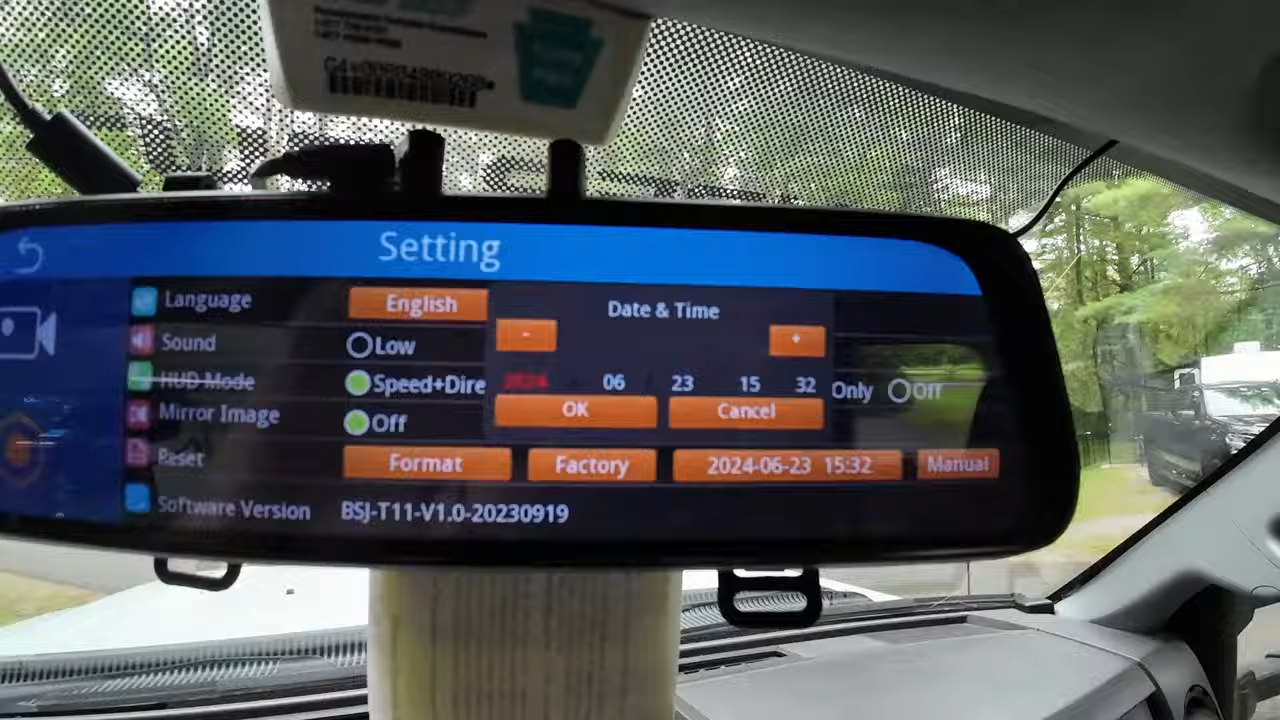 Setting
Language English Date & Time
- +
Sound Low
HUD Mode Speed+Dire 2024 06 23 15 32 Only Off
Mirror Image Off OK Cancel
Reset Format Factory 2024-06-23 15:32 Manual
Software Version BSJ-T11-V1.0-20230919